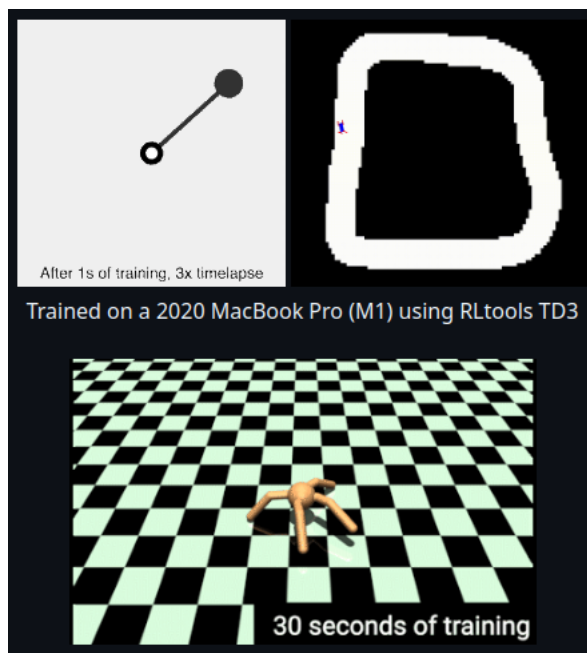 After 1s of training, 3x timelapse
Trained on a 2020 MacBook Pro (M1) using RLtools TD3
30 seconds of training